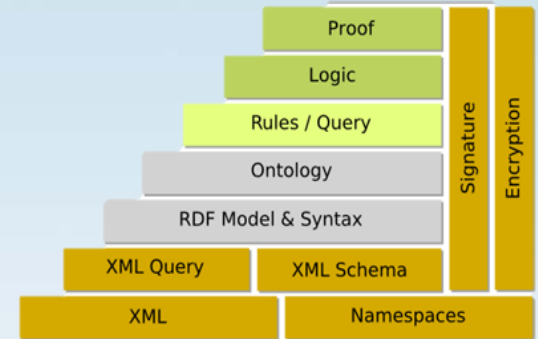 Proof
Logic
Rules / Query
Ontology
RDF Model & Syntax
Signature
Encryption
XML Query
XML Schema
XML
Namespaces